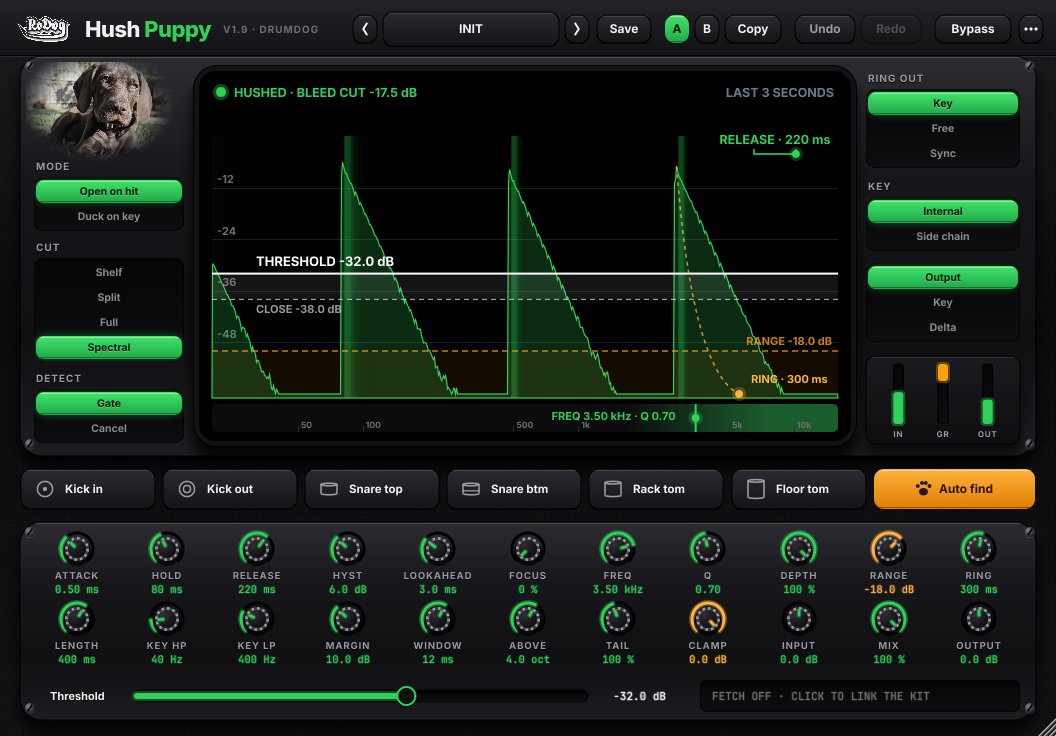 RoDog
Hush Puppy V1.9 · DRUMDOG
INIT
Save
A
B
Copy
Undo
Redo
Bypass
MODE
Open on hit
Duck on key
CUT
Shelf
Split
Full
Spectral
DETECT
Gate
Cancel
HUSHED · BLEED CUT -17.5 dB
LAST 3 SECONDS
RELEASE · 220 ms
-12
-24
THRESHOLD -32.0 dB
-36
CLOSE -38.0 dB
-48
RANGE -18.0 dB
RING · 300 ms
FREQ 3.50 kHz · Q 0.70
50 100 500 1k 5k 10k
RING OUT
Key
Free
Sync
KEY
Internal
Side chain
Output
Key
Delta
IN GR OUT
Kick in
Kick out
Snare top
Snare btm
Rack tom
Floor tom
Auto find
ATTACK HOLD RELEASE HYST LOOKAHEAD FOCUS FREQ Q DEPTH RANGE RING
0.50 ms 80 ms 220 ms 6.0 dB 3.0 ms 0 % 3.50 kHz 0.70 100 % -18.0 dB 300 ms
LENGTH KEY HP KEY LP MARGIN WINDOW ABOVE TAIL CLAMP INPUT MIX OUTPUT
400 ms 40 Hz 400 Hz 10.0 dB 12 ms 4.0 oct 100 % 0.0 dB 0.0 dB 100 % 0.0 dB
Threshold
-32.0 dB
FETCH OFF · CLICK TO LINK THE KIT